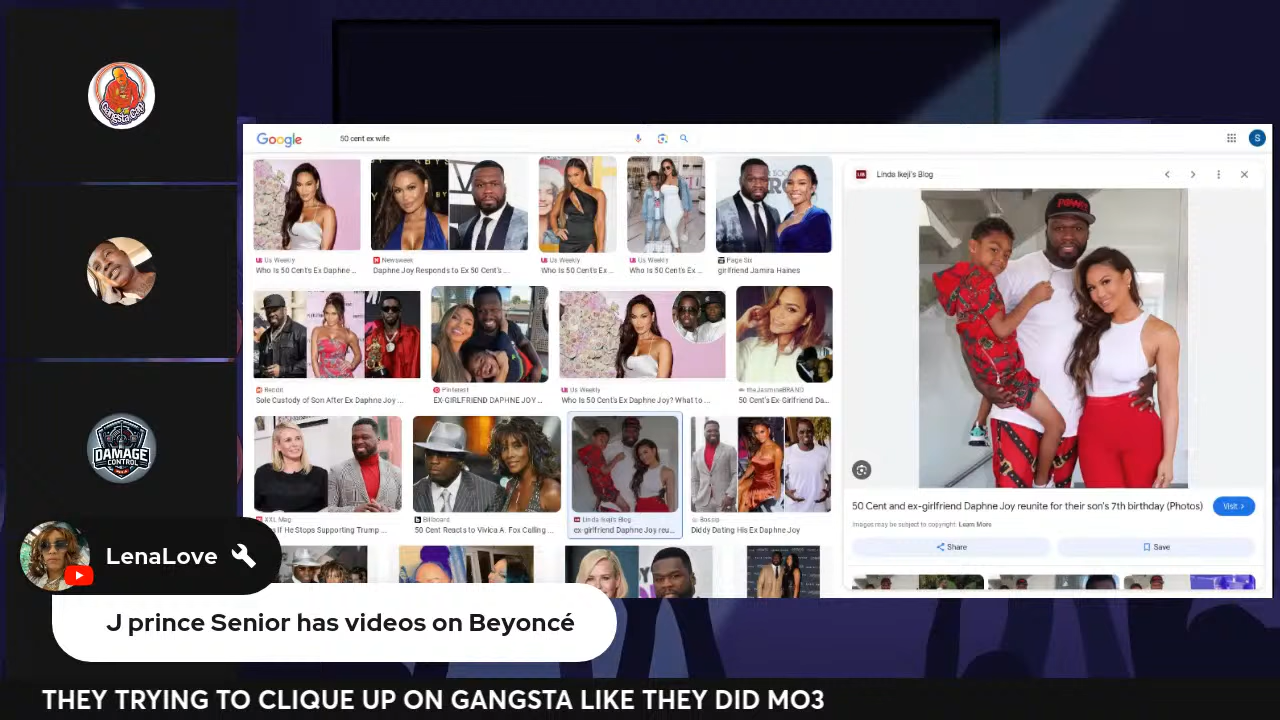 Gangsta Cap
DAMAGE
CONTROL
Google
50 cent ex wife
S
Us Weekly
Who Is 50 Cent's Ex Daphne ...
Newsweek
Daphne Joy Responds to Ex 50 Cent's ...
Us Weekly
Who Is 50 Cent's Ex ...
Us Weekly
Who Is 50 Cent's Ex ...
Page Six
girlfriend Jamira Haines
Reddit
Sole Custody of Son After Ex Daphne Joy ...
Pinterest
EX-GIRLFRIEND DAPHNE JOY ...
Us Weekly
Who Is 50 Cent's Ex Daphne Joy? What to ...
theJasmineBRAND
50 Cent's Ex-Girlfriend Da...
XXL Mag
If He Stops Supporting Trump ...
Billboard
50 Cent Reacts to Vivica A. Fox Calling ...
Linda Ikeji's Blog
ex-girlfriend Daphne Joy reu...
Bossip
Diddy Dating His Ex Daphne Joy
LIB
Linda Ikeji's Blog
POWER
50 Cent and ex-girlfriend Daphne Joy reunite for their son's 7th birthday (Photos)
Visit >
Images may be subject to copyright. Learn More
Share
Save
LenaLove
J prince Senior has videos on Beyoncé
THEY TRYING TO CLIQUE UP ON GANGSTA LIKE THEY DID MO3